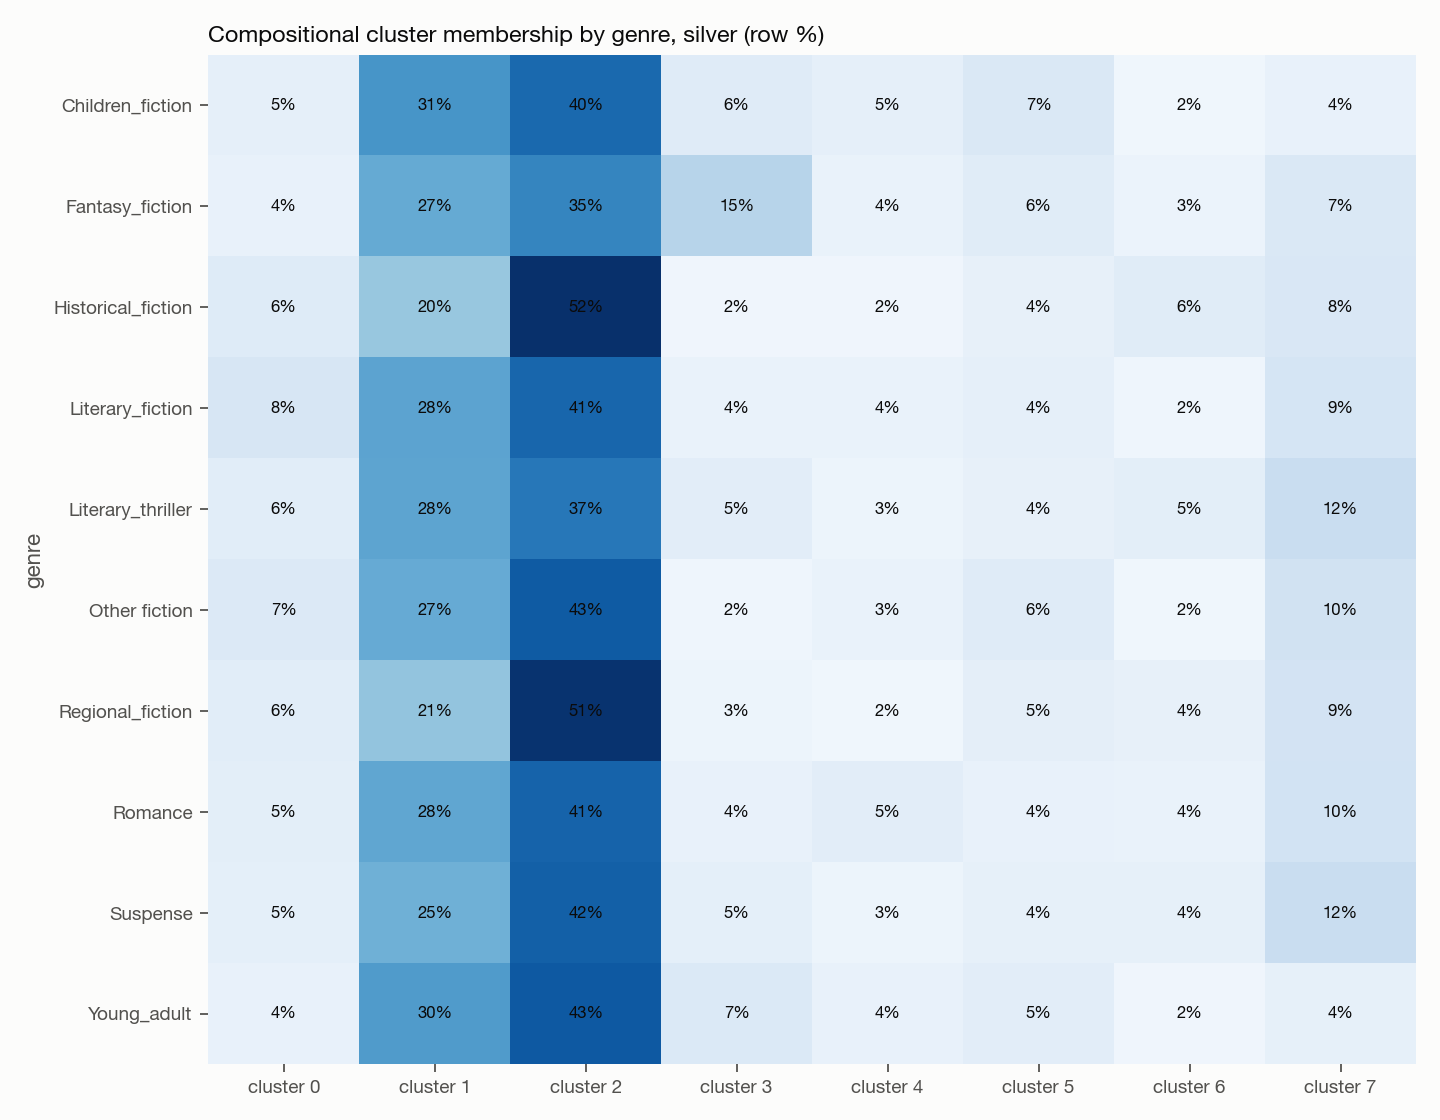 Compositional cluster membership by genre, silver (row %)
genre
Children_fiction 5% 31% 40% 6% 5% 7% 2% 4%
Fantasy_fiction 4% 27% 35% 15% 4% 6% 3% 7%
Historical_fiction 6% 20% 52% 2% 2% 4% 6% 8%
Literary_fiction 8% 28% 41% 4% 4% 4% 2% 9%
Literary_thriller 6% 28% 37% 5% 3% 4% 5% 12%
Other fiction 7% 27% 43% 2% 3% 6% 2% 10%
Regional_fiction 6% 21% 51% 3% 2% 5% 4% 9%
Romance 5% 28% 41% 4% 5% 4% 4% 10%
Suspense 5% 25% 42% 5% 3% 4% 4% 12%
Young_adult 4% 30% 43% 7% 4% 5% 2% 4%
cluster 0 cluster 1 cluster 2 cluster 3 cluster 4 cluster 5 cluster 6 cluster 7